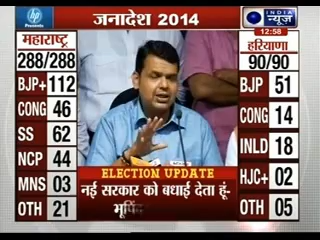 hp
जनादेश 2014
INDIA
न्यूज़
12:58
महाराष्ट्र
288/288
BJP+ 112
CONG 46
SS 62
NCP 44
MNS 03
OTH 21
हरियाणा
90/90
BJP 51
CONG 14
INLD 18
HJC+ 02
OTH 05
ELECTION UPDATE
नई सरकार को बधाई देता हूं-
भूपिं